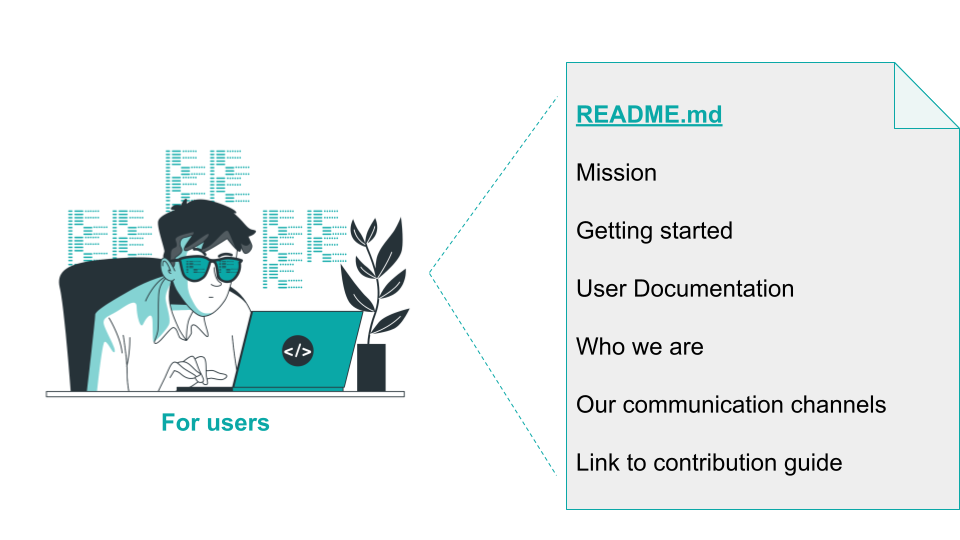 README.md
Mission
Getting started
User Documentation
Who we are
Our communication channels
Link to contribution guide
</>
For users